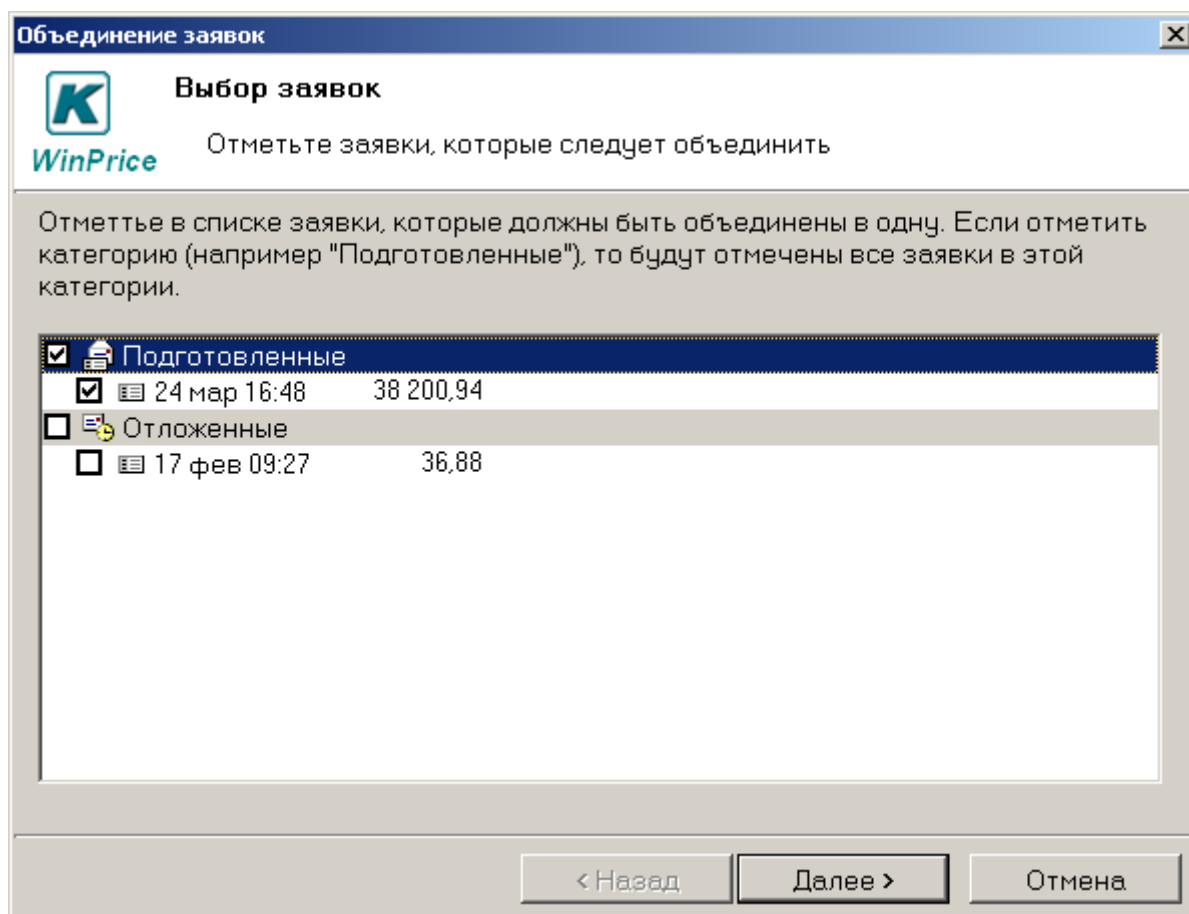 Объединение заявок
K
WinPrice
Выбор заявок
Отметьте заявки, которые следует объединить
Отметтье в списке заявки, которые должны быть объединены в одну. Если отметить
категорию (например "Подготовленные"), то будут отмечены все заявки в этой
категории.
Подготовленные
24 мар 16:48 38 200,94
Отложенные
17 фев 09:27 36,88
< Назад Далее > Отмена